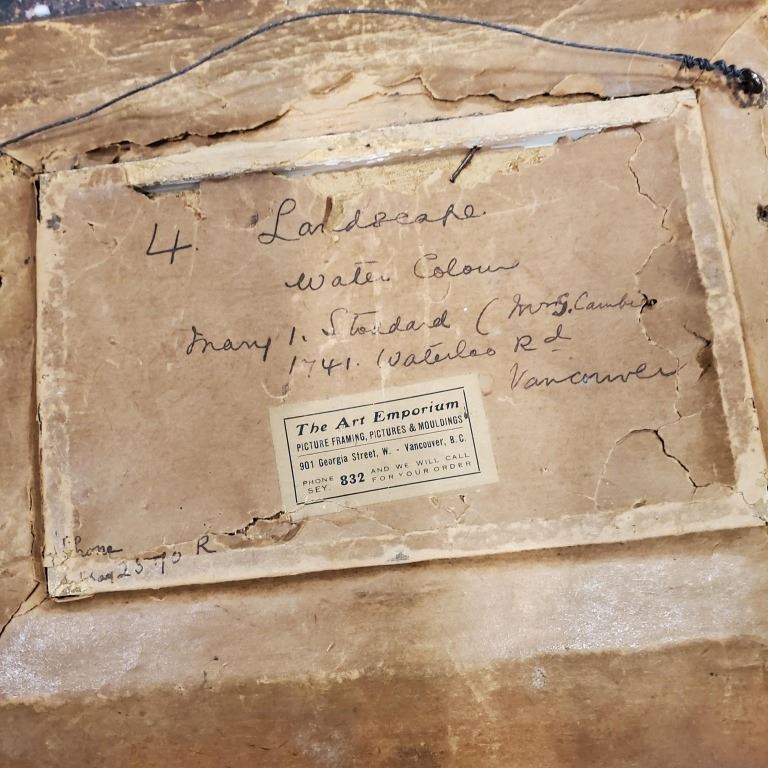 4. Landscape
Water Colour
Mary I. Stoddard (Mrs G.
1741. Waterloo Rd
Vancouver
The Art Emporium
PICTURE FRAMING, PICTURES & MOULDINGS
901 Georgia Street, W. - Vancouver, B.C.
PHONE SEY. 832 AND WE WILL CALL FOR YOUR ORDER
Phone
2570 R